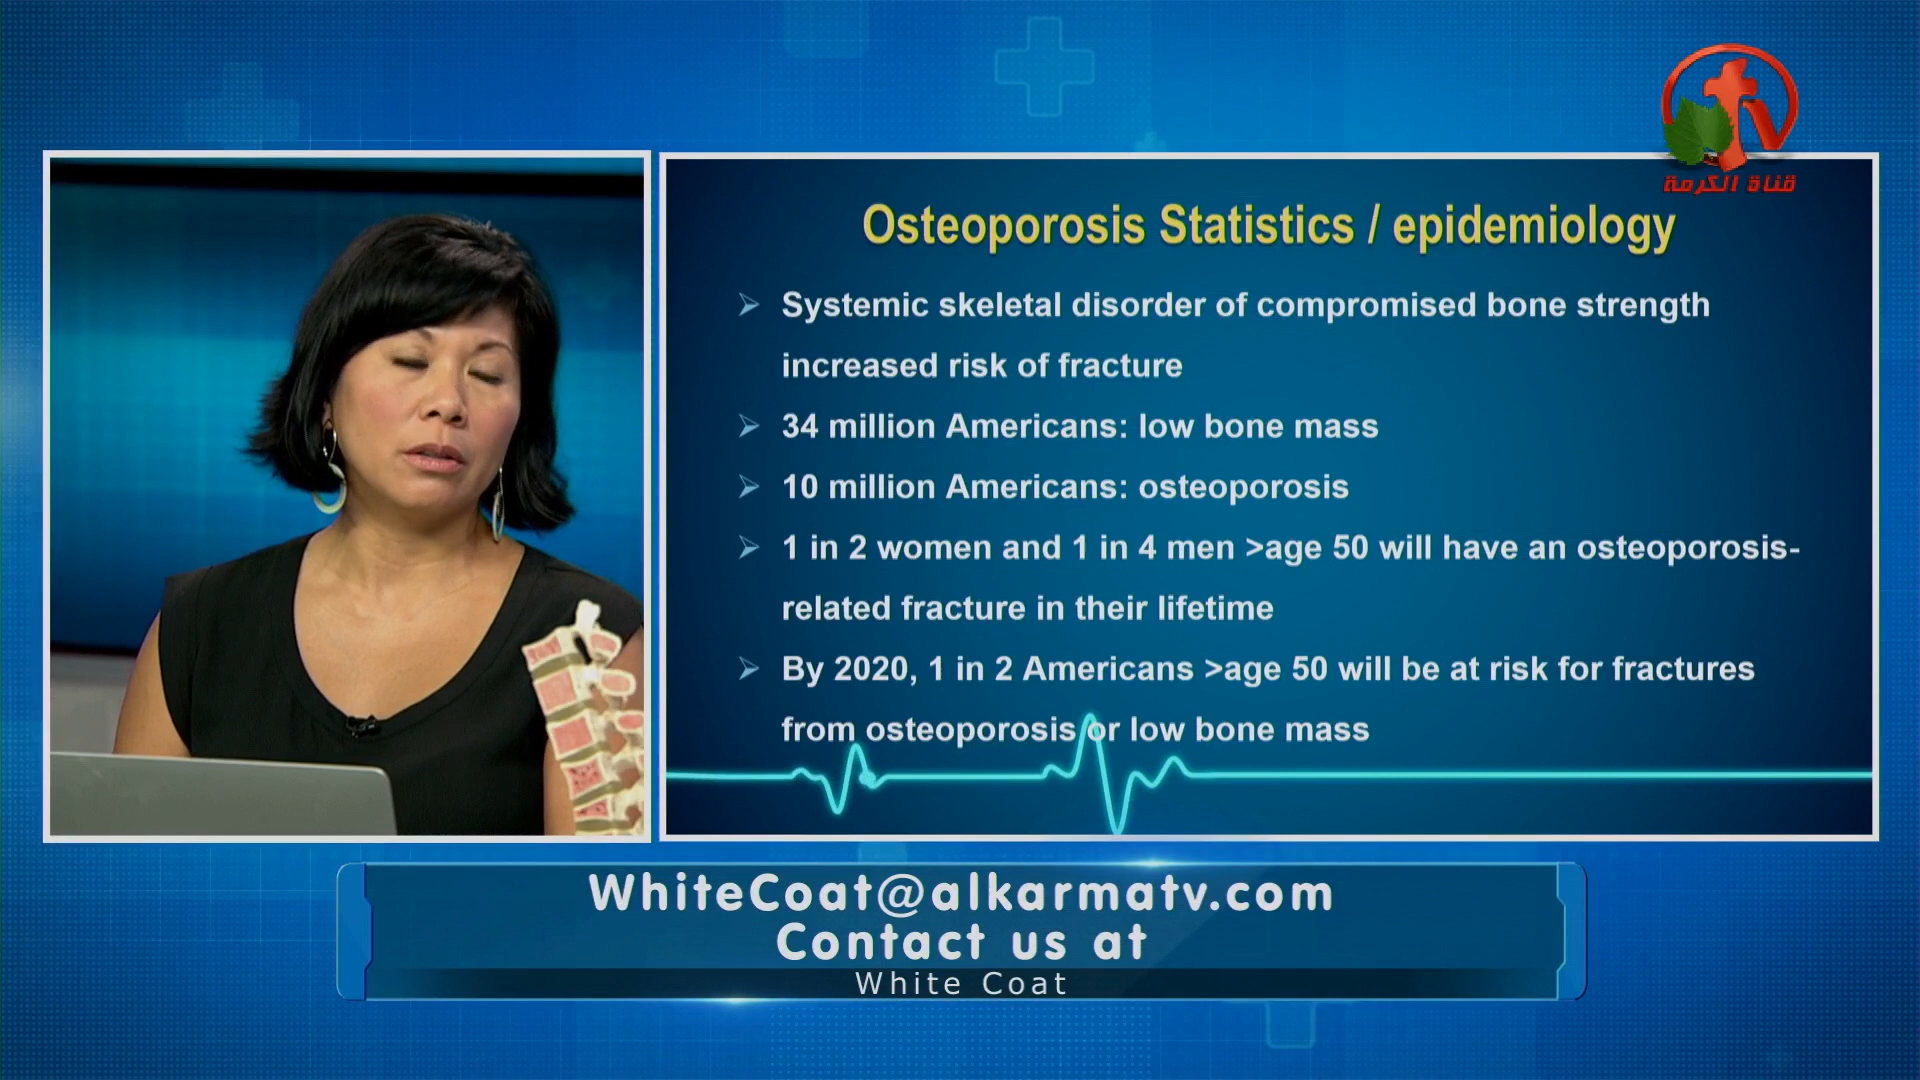 tv
قناة الكرمة
Osteoporosis Statistics / epidemiology
Systemic skeletal disorder of compromised bone strength
increased risk of fracture
34 million Americans: low bone mass
10 million Americans: osteoporosis
1 in 2 women and 1 in 4 men >age 50 will have an osteoporosis-
related fracture in their lifetime
By 2020, 1 in 2 Americans >age 50 will be at risk for fractures
from osteoporosis or low bone mass
WhiteCoat@alkarmatv.com
Contact us at
White Coat